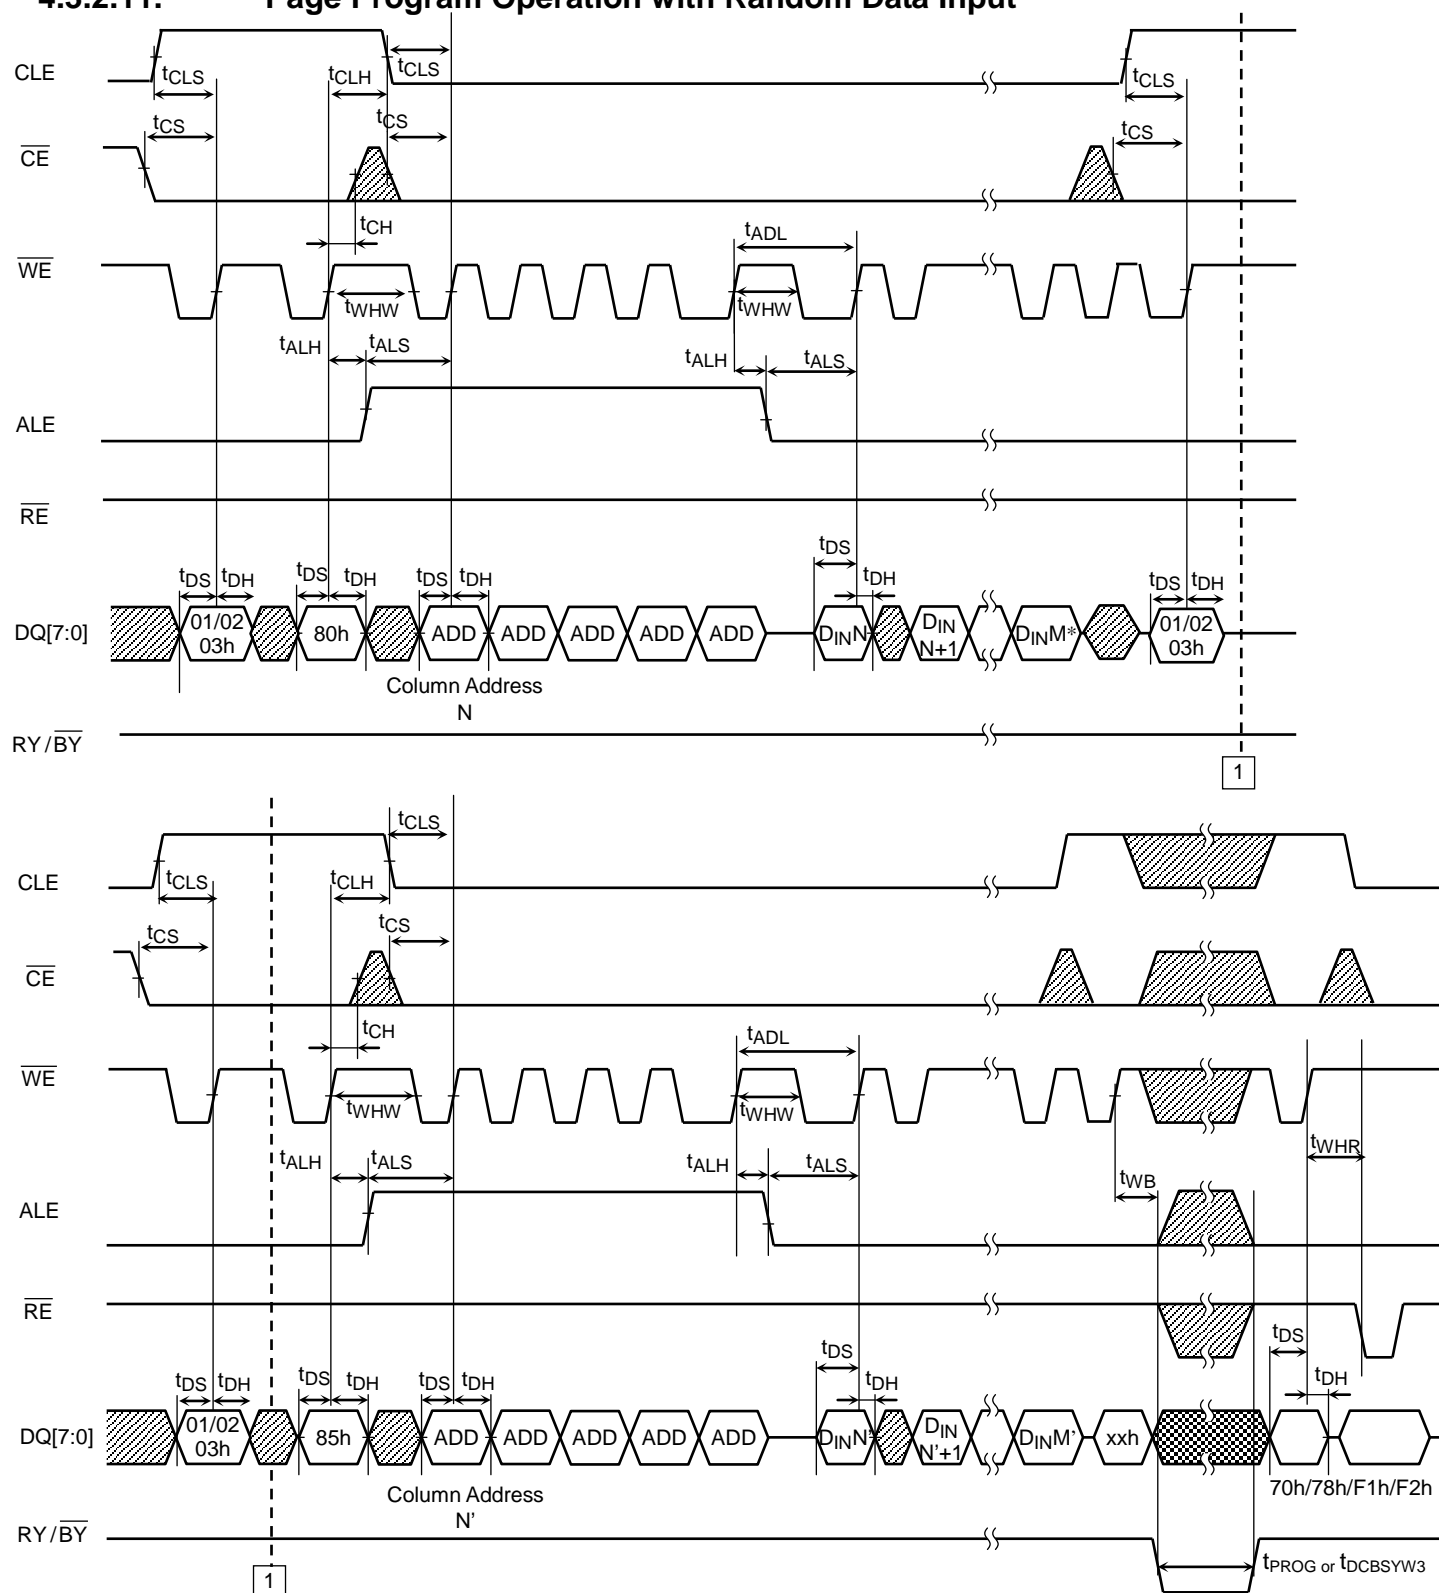 4.3.2.11. Page Program Operation with Random Data Input
CLE
tCLS
tCLH
tCLS
tCLS
tCS
tCS
tCS
CE
tCH
tADL
WE
tWHW
tWHW
tALH
tALS
tALH
tALS
ALE
RE
tDS
tDH
tDS
tDH
tDS
tDH
tDS
tDH
tDS
tDH
DQ[7:0]
01/02
03h
80h
ADD
ADD
ADD
ADD
ADD
DINN
DIN
N+1
DINM*
01/02
03h
Column Address
N
RY/BY
1
tCLS
CLE
tCLS
tCLH
tCS
tCS
CE
tCH
tADL
WE
tWHW
tWHW
tWHR
tALH
tALS
tALH
tALS
tWB
ALE
RE
tDS
tDH
tDS
tDH
tDS
tDH
tDS
tDH
tDS
tDH
DQ[7:0]
01/02
03h
85h
ADD
ADD
ADD
ADD
ADD
DINN'
DIN
N'+1
DINM'
xxh
70h/78h/F1h/F2h
Column Address
N'
RY/BY
tPROG or tDCBSYW3
1